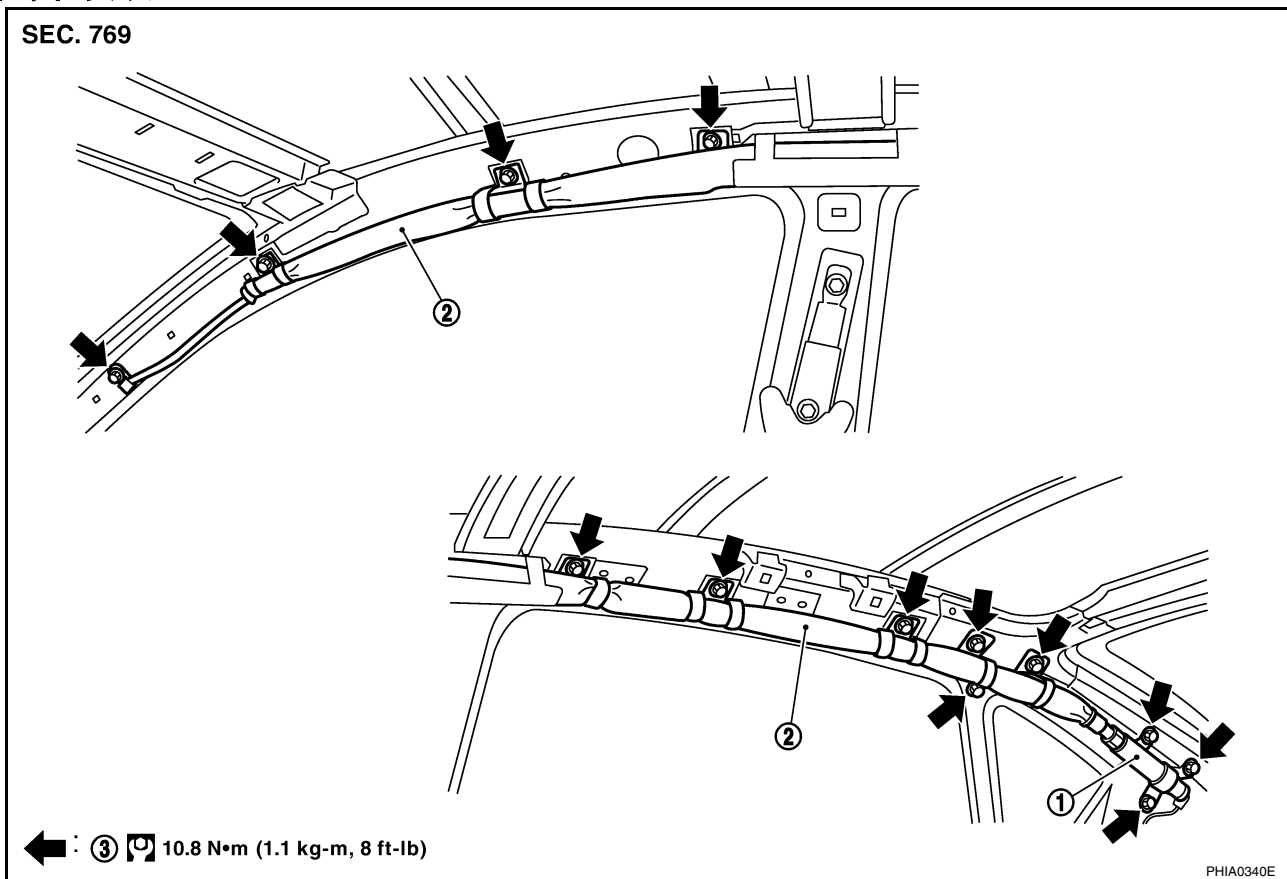 SEC. 769
②
②
①
: ③ 10.8 N•m (1.1 kg-m, 8 ft-lb)
PHIA0340E